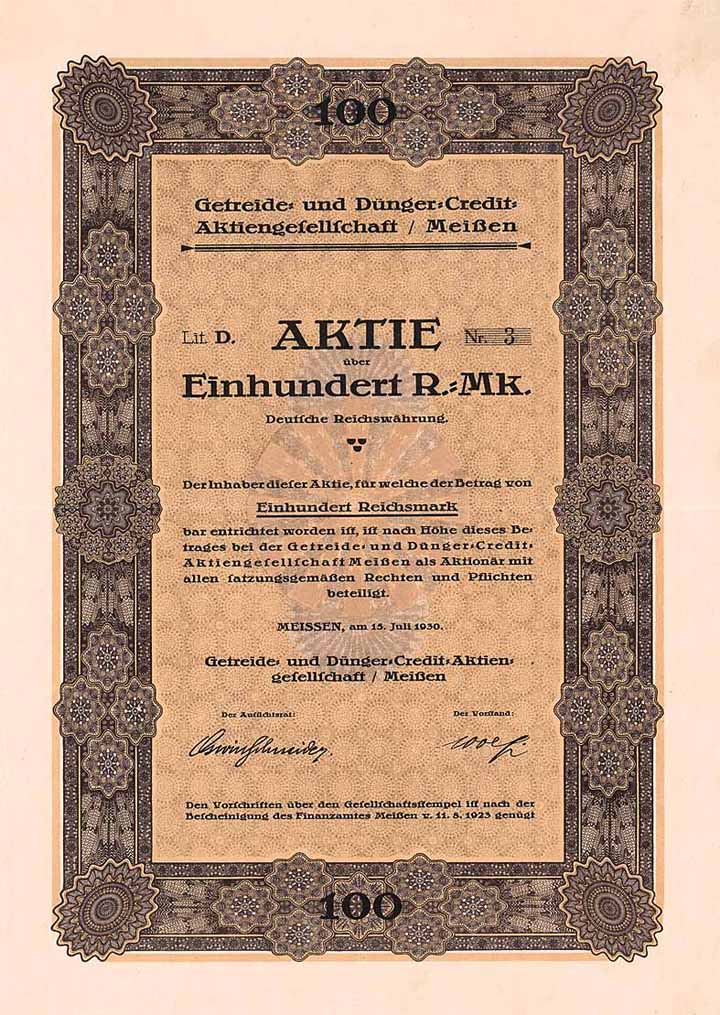 100
Getreide- und Dünger-Credit-
Aktiengesellschaft / Meißen
Lit. D. AKTIE Nr. 3
über
Einhundert R.-Mk.
Deutsche Reichswährung.
Der Inhaber dieser Aktie, für welche der Betrag von
Einhundert Reichsmark
bar entrichtet worden ist, ist nach Höhe dieses Be-
trages bei der Getreide- und Dünger-Credit-
Aktiengesellschaft Meißen als Aktionär mit
allen satzungsgemäßen Rechten und Pflichten
beteiligt.
MEISSEN, am 15. Juli 1930.
Getreide- und Dünger-Credit-Aktien-
gesellschaft / Meißen
Der Aufsichtsrat: Der Vorstand:
Den Vorschriften über den Gesellschaftsstempel ist nach der
Bescheinigung des Finanzamtes Meißen v. 11. 8. 1923 genügt
100